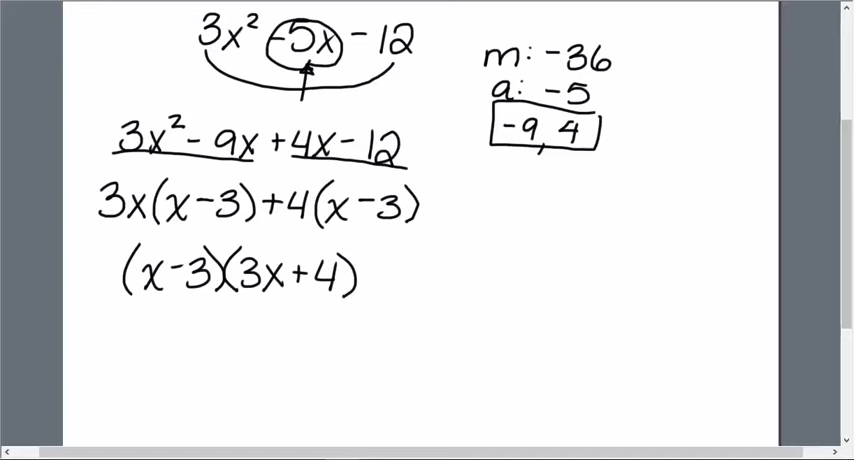 3x² -5x - 12
m: -36
a: -5
-9, 4
3x² - 9x + 4x - 12
3x(x-3)+4(x-3)
(x-3)(3x+4)